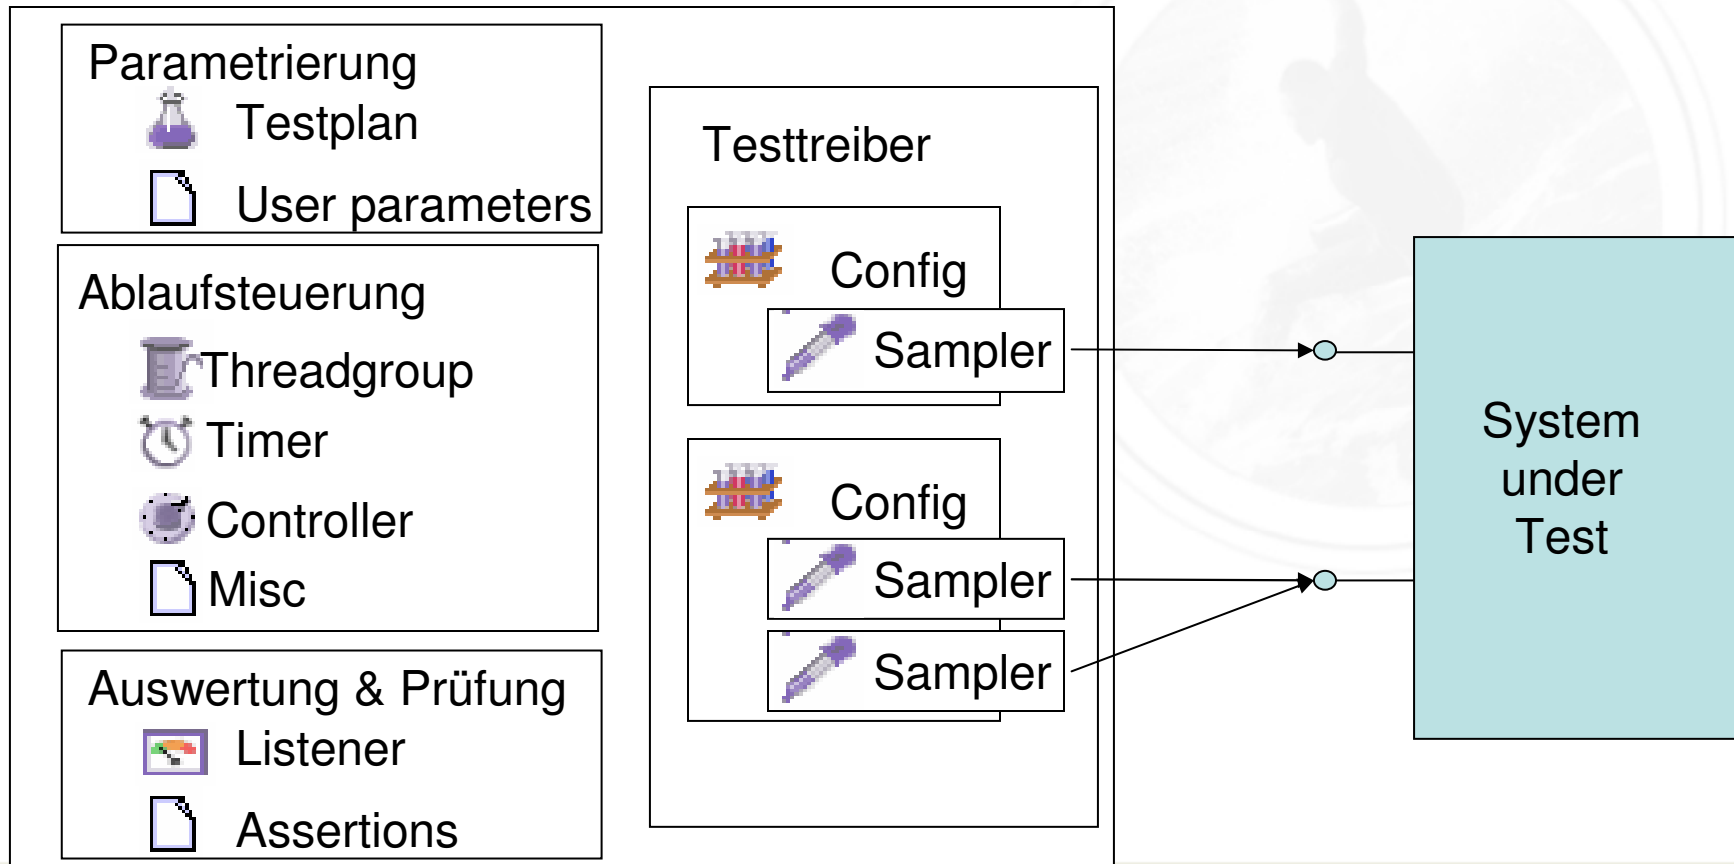 Parametrierung
Testplan
User parameters
Ablaufsteuerung
Threadgroup
Timer
Controller
Misc
Auswertung & Prüfung
Listener
Assertions
Testtreiber
Config
Sampler
Config
Sampler
Sampler
System
under
Test